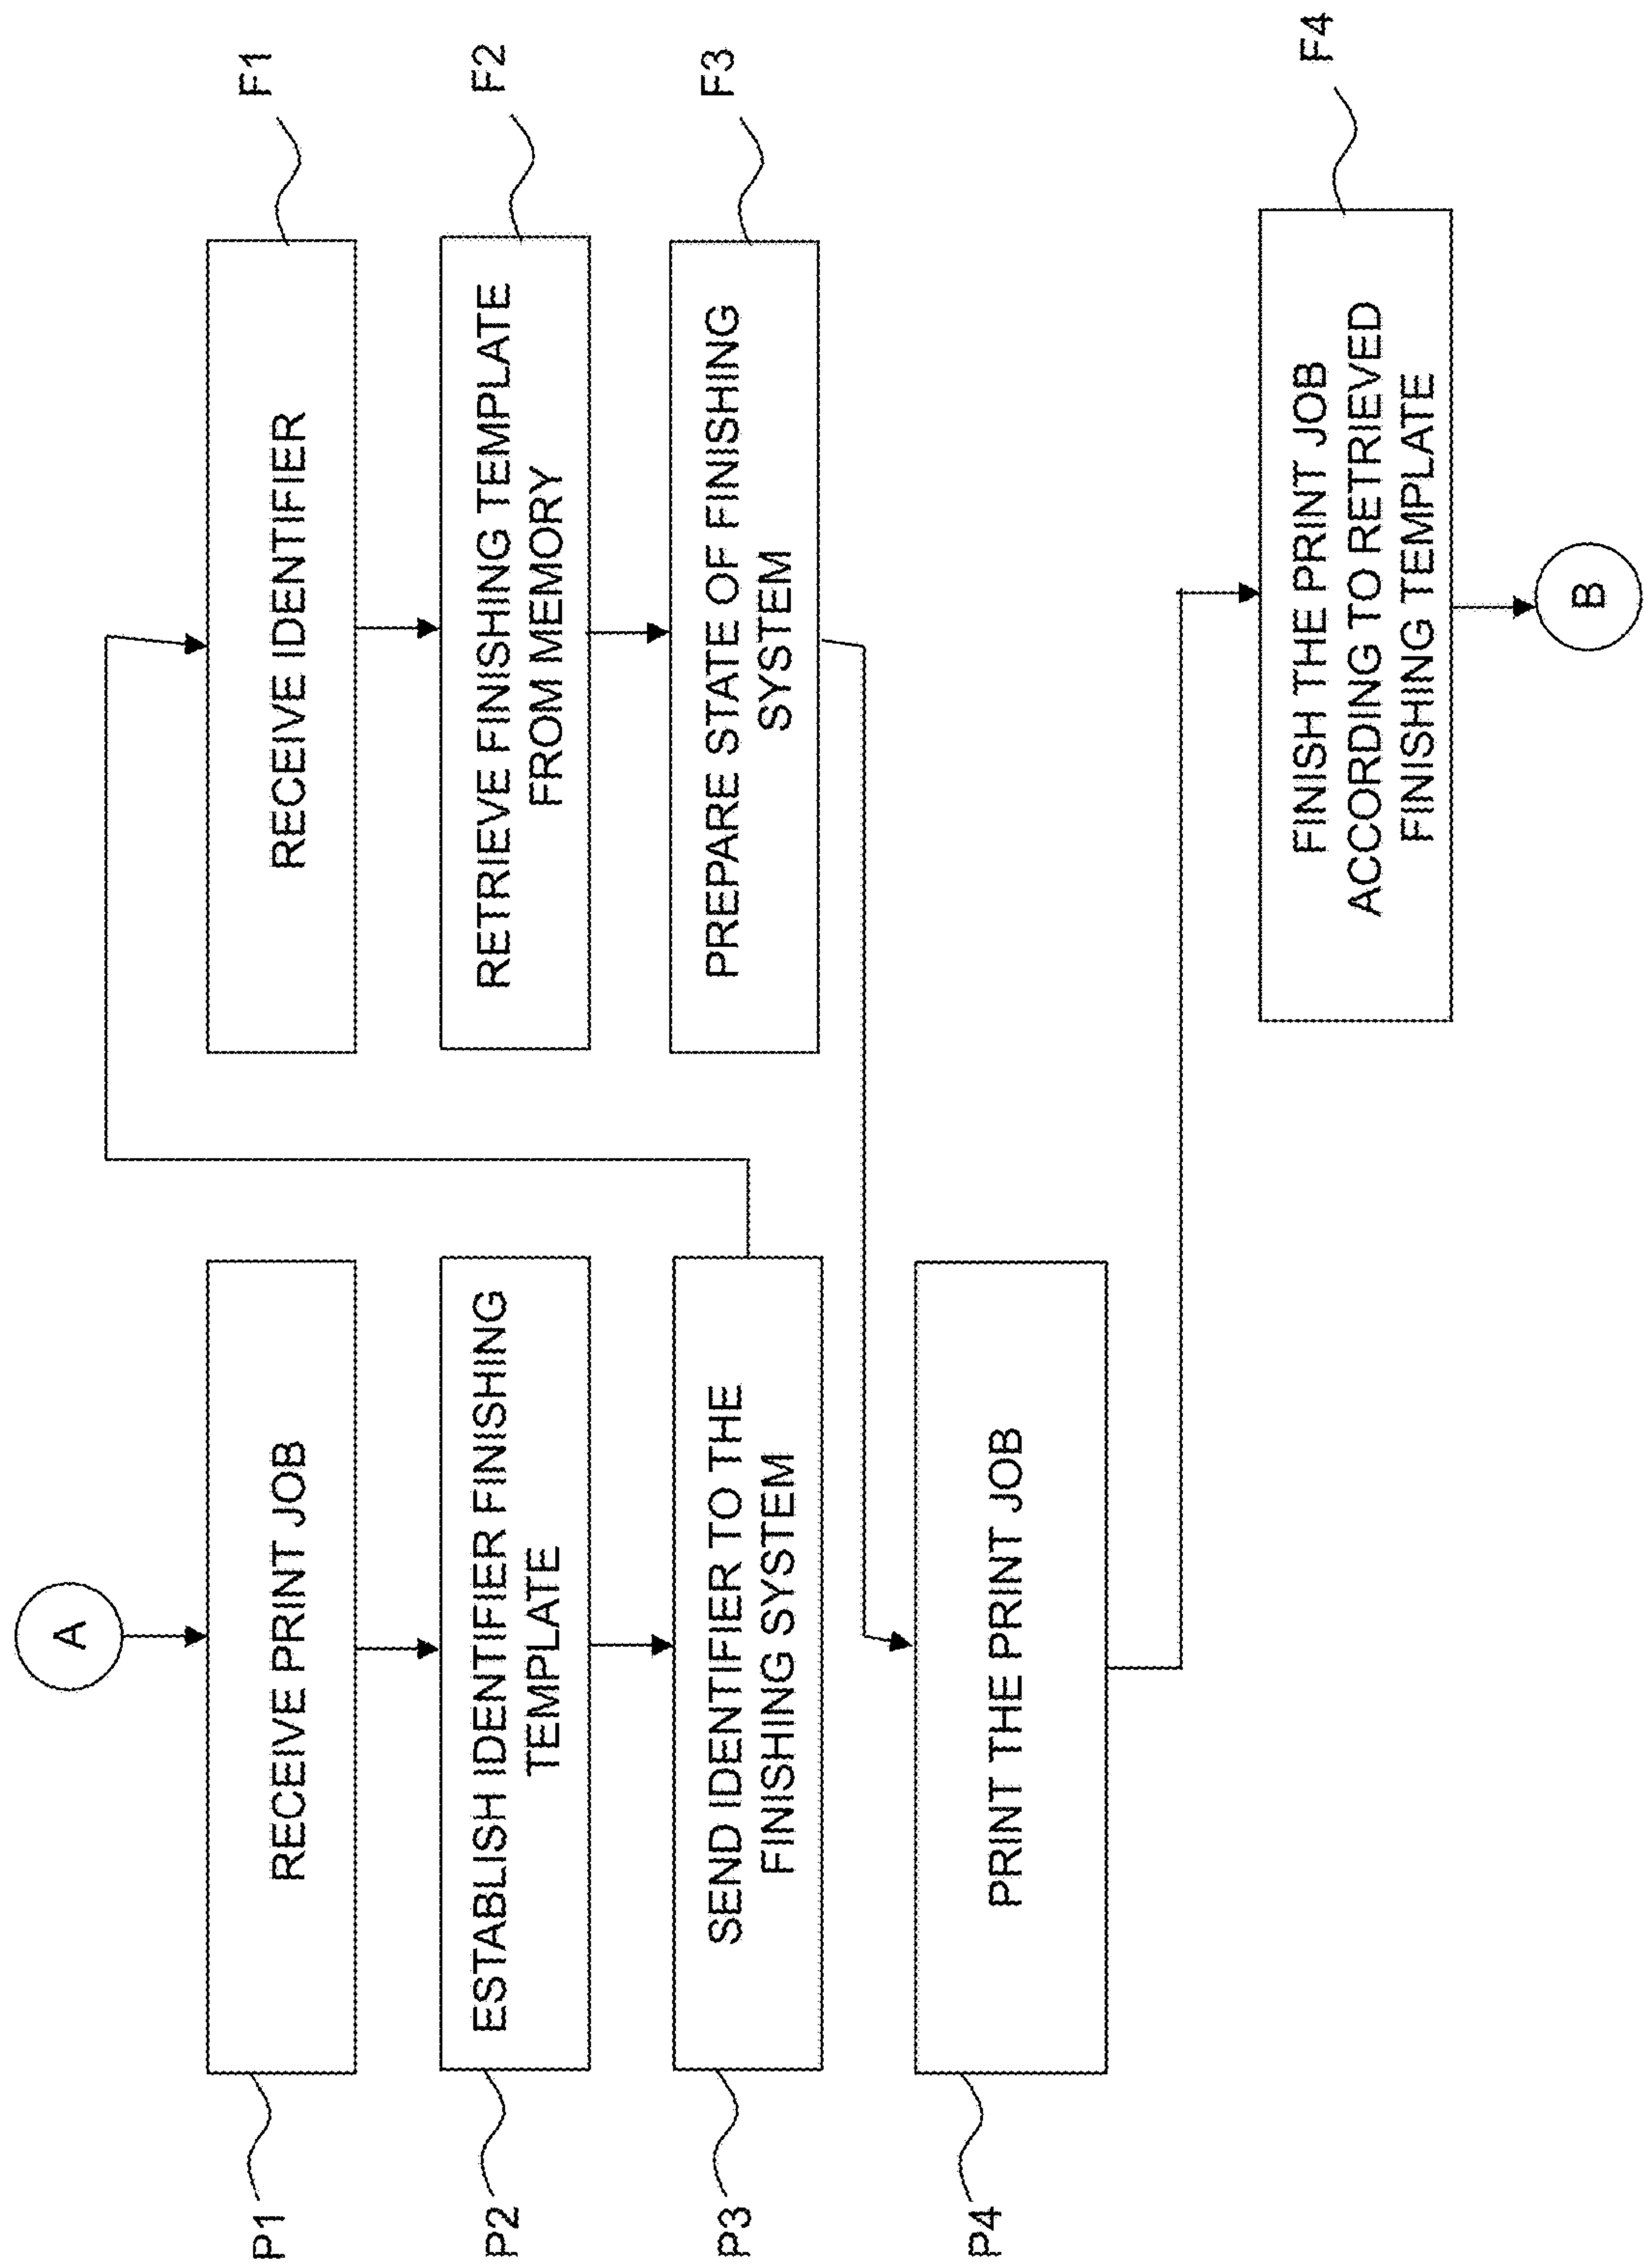 A
P1
RECEIVE PRINT JOB
P2
ESTABLISH IDENTIFIER FINISHING
TEMPLATE
P3
SEND IDENTIFIER TO THE
FINISHING SYSTEM
F1
RECEIVE IDENTIFIER
F2
RETRIEVE FINISHING TEMPLATE
FROM MEMORY
F3
PREPARE STATE OF FINISHING
SYSTEM
P4
PRINT THE PRINT JOB
F4
FINISH THE PRINT JOB
ACCORDING TO RETRIEVED
FINISHING TEMPLATE
B